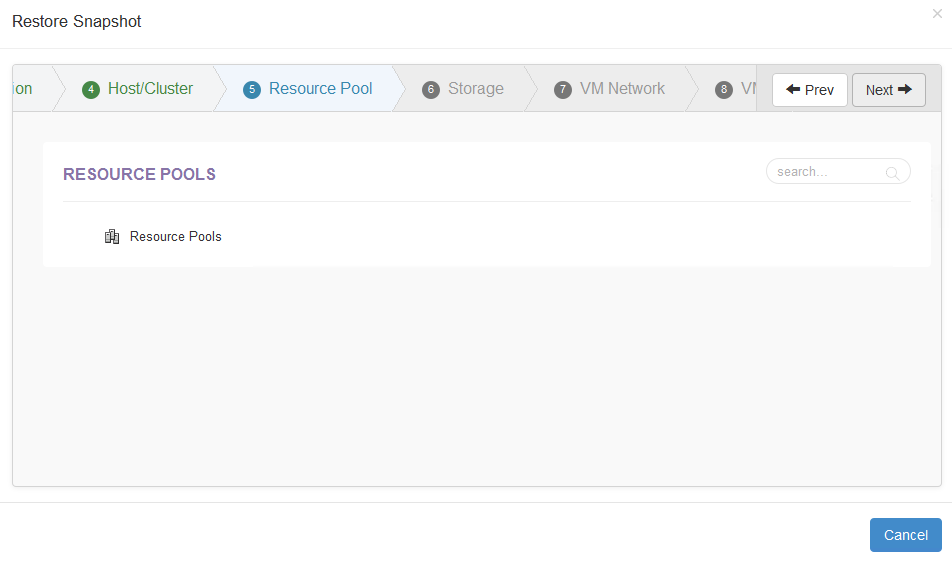 Restore Snapshot
×
ion 4 Host/Cluster 5 Resource Pool 6 Storage 7 VM Network 8 Prev Next
RESOURCE POOLS search...
Resource Pools
Cancel